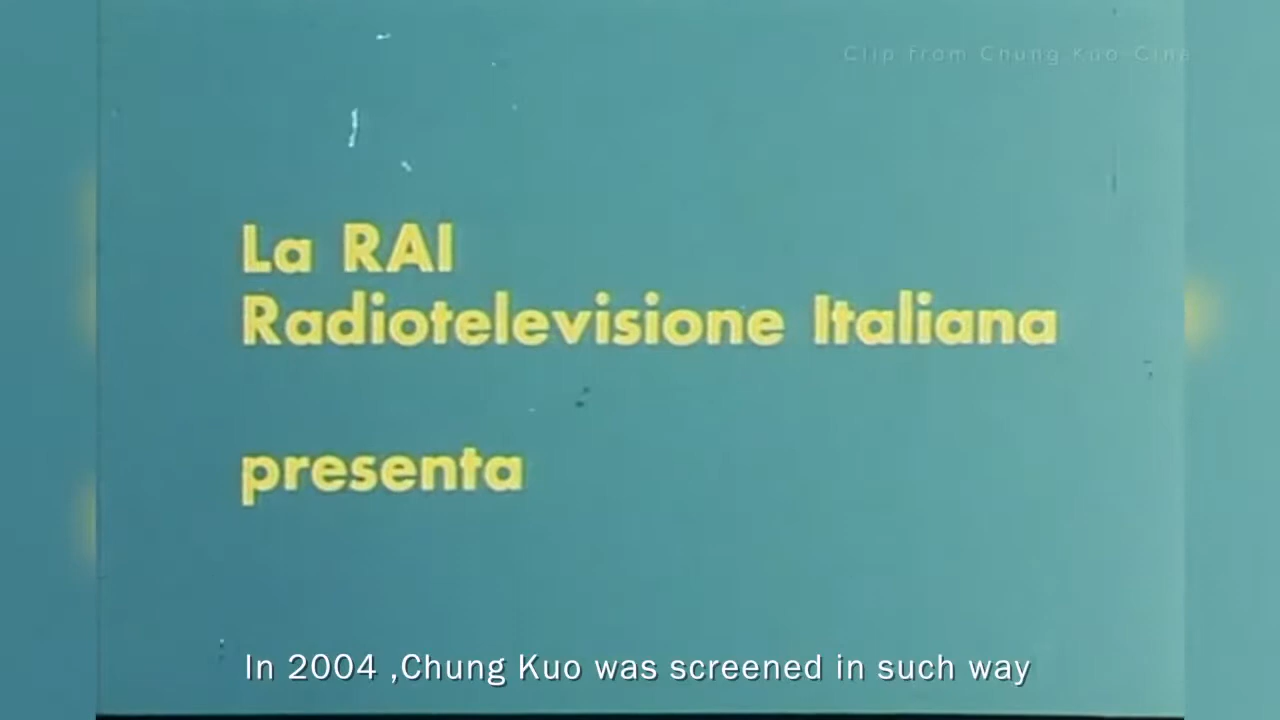 Clip from Chung Kuo Cina
La RAI
Radiotelevisione Italiana
presenta
In 2004 ,Chung Kuo was screened in such way